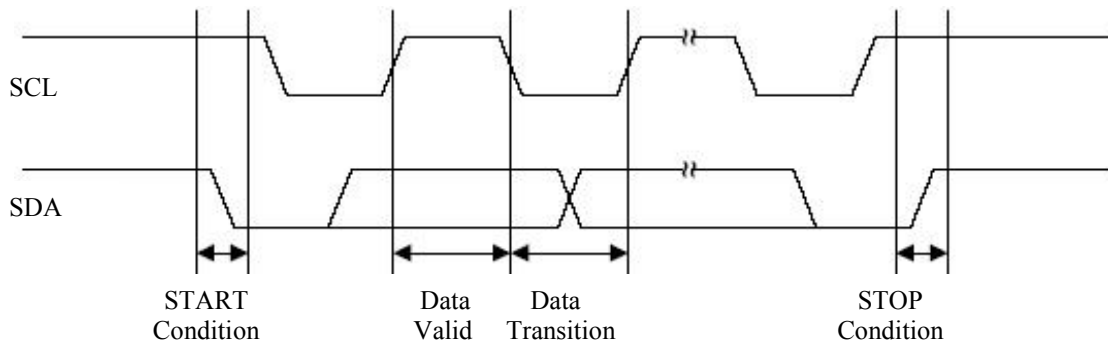 SCL
SDA
START
Condition
Data
Valid
Data
Transition
STOP
Condition